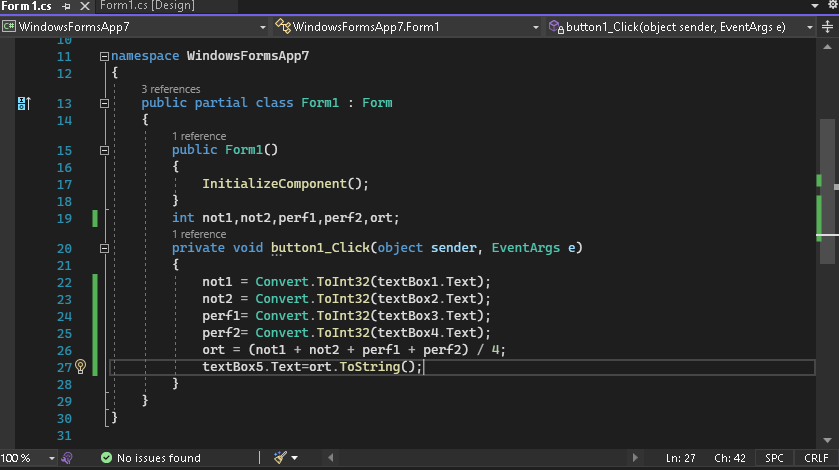 Form1.cs
Form1.cs [Design]
C# WindowsFormsApp7
WindowsFormsApp7.Form1
button1_Click(object sender, EventArgs e)
10
11 namespace WindowsFormsApp7
12 {
3 references
13 public partial class Form1 : Form
14 {
1 reference
15 public Form1()
16 {
17 InitializeComponent();
18 }
19 int not1,not2,perf1,perf2,ort;
1 reference
20 private void button1_Click(object sender, EventArgs e)
21 {
22 not1 = Convert.ToInt32(textBox1.Text);
23 not2 = Convert.ToInt32(textBox2.Text);
24 perf1= Convert.ToInt32(textBox3.Text);
25 perf2= Convert.ToInt32(textBox4.Text);
26 ort = (not1 + not2 + perf1 + perf2) / 4;
27 textBox5.Text=ort.ToString();
28 }
29 }
30 }
31
100 %
No issues found
Ln: 27 Ch: 42 SPC CRLF